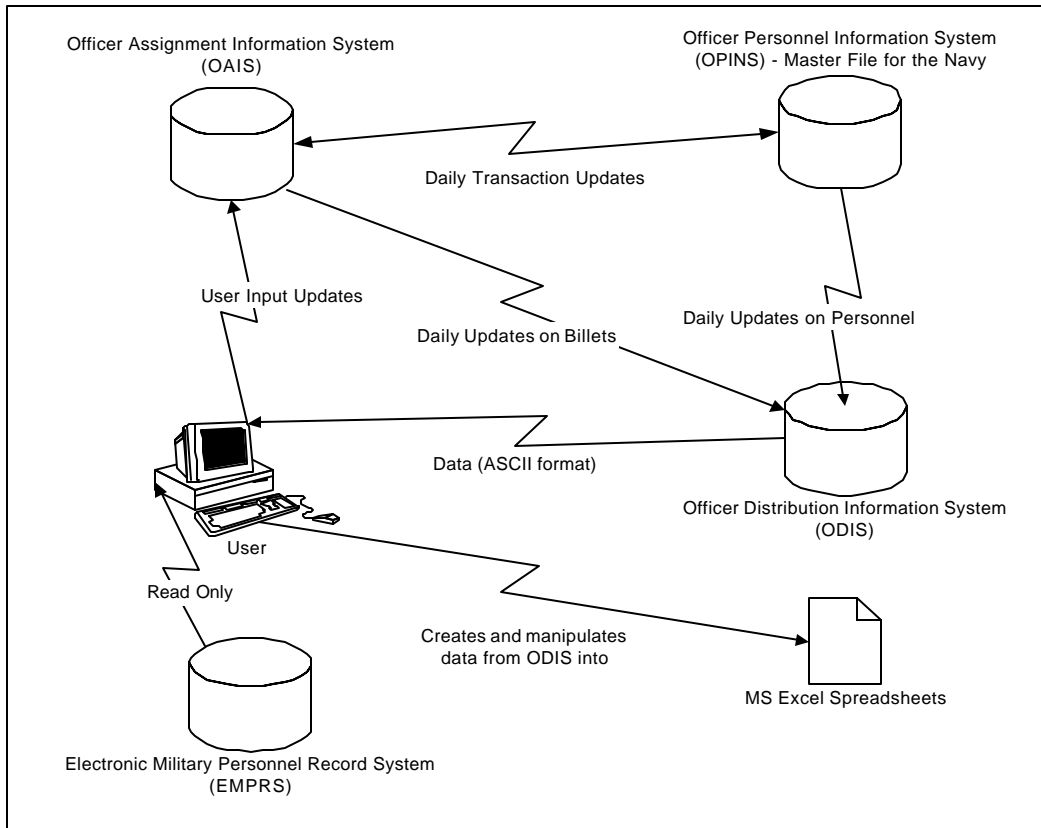 Officer Assignment Information System
(OAIS)
Officer Personnel Information System
(OPINS) - Master File for the Navy
Daily Transaction Updates
User Input Updates
Daily Updates on Billets
Daily Updates on Personnel
Data (ASCII format)
Officer Distribution Information System
(ODIS)
User
Read Only
Creates and manipulates
data from ODIS into
MS Excel Spreadsheets
Electronic Military Personnel Record System
(EMPRS)